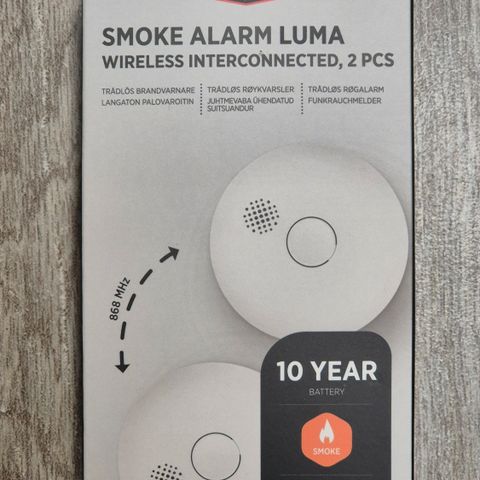 SMOKE ALARM LUMA
WIRELESS INTERCONNECTED, 2 PCS
TRÅDLÖS BRANDVARNARE
LANGATON PALOVAROITIN
TRÅDLØS RØYKVARSLER
JUHTMEVABA ÜHENDATUD
SUITSUANDUR
TRÅDLØS RØGALARM
FUNKRAUCHMELDER
868 MHz
10 YEAR
BATTERY
SMOKE